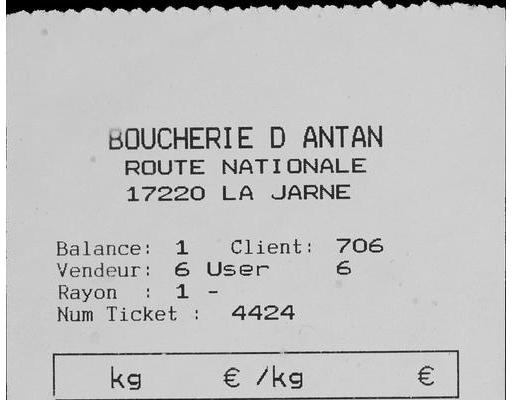 BOUCHERIE D ANTAN
ROUTE NATIONALE
17220 LA JARNE
Balance: 1 Client: 706
Vendeur: 6 User 6
Rayon : 1 -
Num Ticket : 4424
kg € /kg €